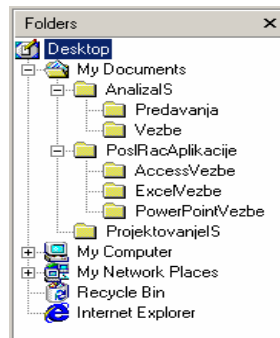 Folders
Desktop
My Documents
AnalizaIS
Predavanja
Vezbe
PoslRacAplikacije
AccessVezbe
ExcelVezbe
PowerPointVezbe
ProjektovanjeIS
My Computer
My Network Places
Recycle Bin
Internet Explorer